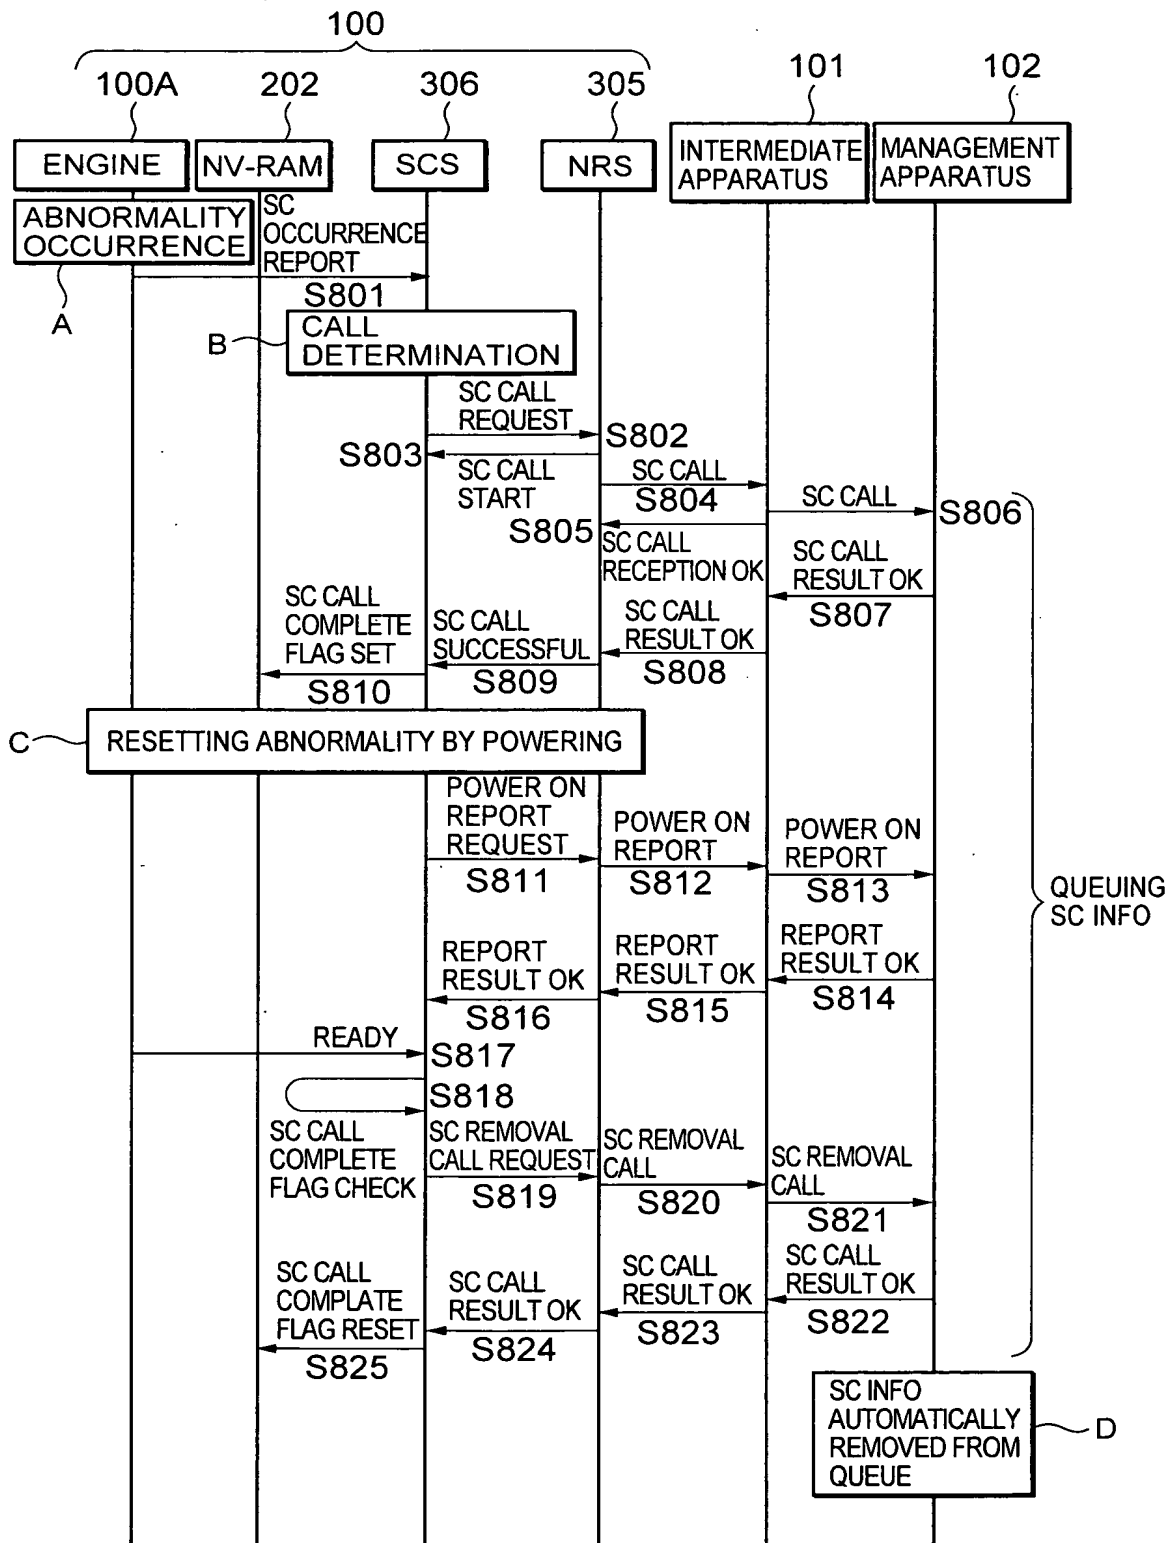 100
100A
202
306
305
101
102
ENGINE
NV-RAM
SCS
NRS
INTERMEDIATE
APPARATUS
MANAGEMENT
APPARATUS
ABNORMALITY
OCCURRENCE
A
SC
OCCURRENCE
REPORT
S801
B
CALL
DETERMINATION
SC CALL
REQUEST
S802
S803
SC CALL
START
SC CALL
S804
S805
SC CALL
RECEPTION OK
SC CALL
S806
SC CALL
RESULT OK
S807
SC CALL
RESULT OK
S808
SC CALL
SUCCESSFUL
S809
SC CALL
COMPLETE
FLAG SET
S810
C
RESETTING ABNORMALITY BY POWERING
POWER ON
REPORT
REQUEST
S811
POWER ON
REPORT
S812
POWER ON
REPORT
S813
QUEUING
SC INFO
REPORT
RESULT OK
S814
REPORT
RESULT OK
S815
REPORT
RESULT OK
S816
READY
S817
S818
SC CALL
COMPLETE
FLAG CHECK
SC REMOVAL
CALL REQUEST
S819
SC REMOVAL
CALL
S820
SC REMOVAL
CALL
S821
SC CALL
RESULT OK
S822
SC CALL
RESULT OK
S823
SC CALL
RESULT OK
S824
SC CALL
COMPLATE
FLAG RESET
S825
SC INFO
AUTOMATICALLY
REMOVED FROM
QUEUE
D